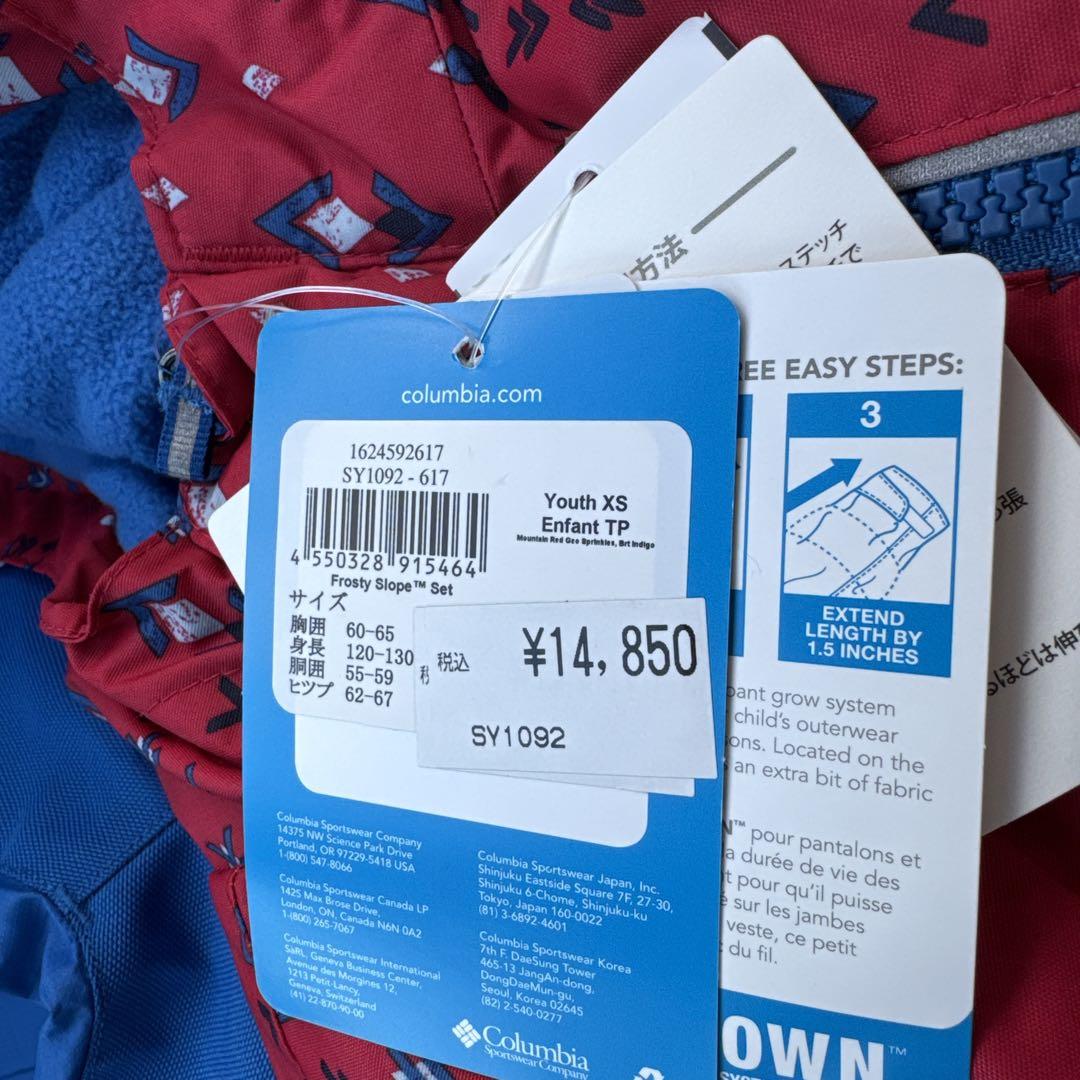 columbia.com
1624592617
SY1092-617
4 550328 915464
Youth XS
Enfant TP
Mountain Red Geo Sprinkles, Brt Indigo
Frosty Slope™ Set
サイズ
胸囲 60-65
身長 120-130
胴囲 55-59
ヒップ 62-67
税込 ¥14,850
SY1092
Columbia Sportswear Company
14375 NW Science Park Drive
Portland, OR 97229-5418 USA
1-(800) 547-8066
Columbia Sportswear Canada LP
1425 Max Brose Drive,
London, ON, Canada N6N 0A2
1-(800) 265-7067
Columbia Sportswear International
SàRL, Geneva Business Center,
Avenue des Morgines 12,
1213 Petit-Lancy,
Geneva, Switzerland
(41) 22-870-90-00
Columbia Sportswear Japan, Inc.
Shinjuku Eastside Square 7F, 27-30,
Shinjuku 6-Chome, Shinjuku-ku
Tokyo, Japan 160-0022
(81) 3-6892-4601
Columbia Sportswear Korea
7th F. DaeSung Tower
465-13 JangAn-dong,
DongDaeMun-gu,
Seoul, Korea 02645
(82) 2-540-0277
Columbia
Sportswear Company
方法
ステッチ
で
EE EASY STEPS:
3
EXTEND
LENGTH BY
1.5 INCHES
pant grow system
child's outerwear
ons. Located on the
an extra bit of fabric
pour pantalons et
a durée de vie des
t pour qu'il puisse
sur les jambes
veste, ce petit
du fil.
OWN™
張
るほどは伸